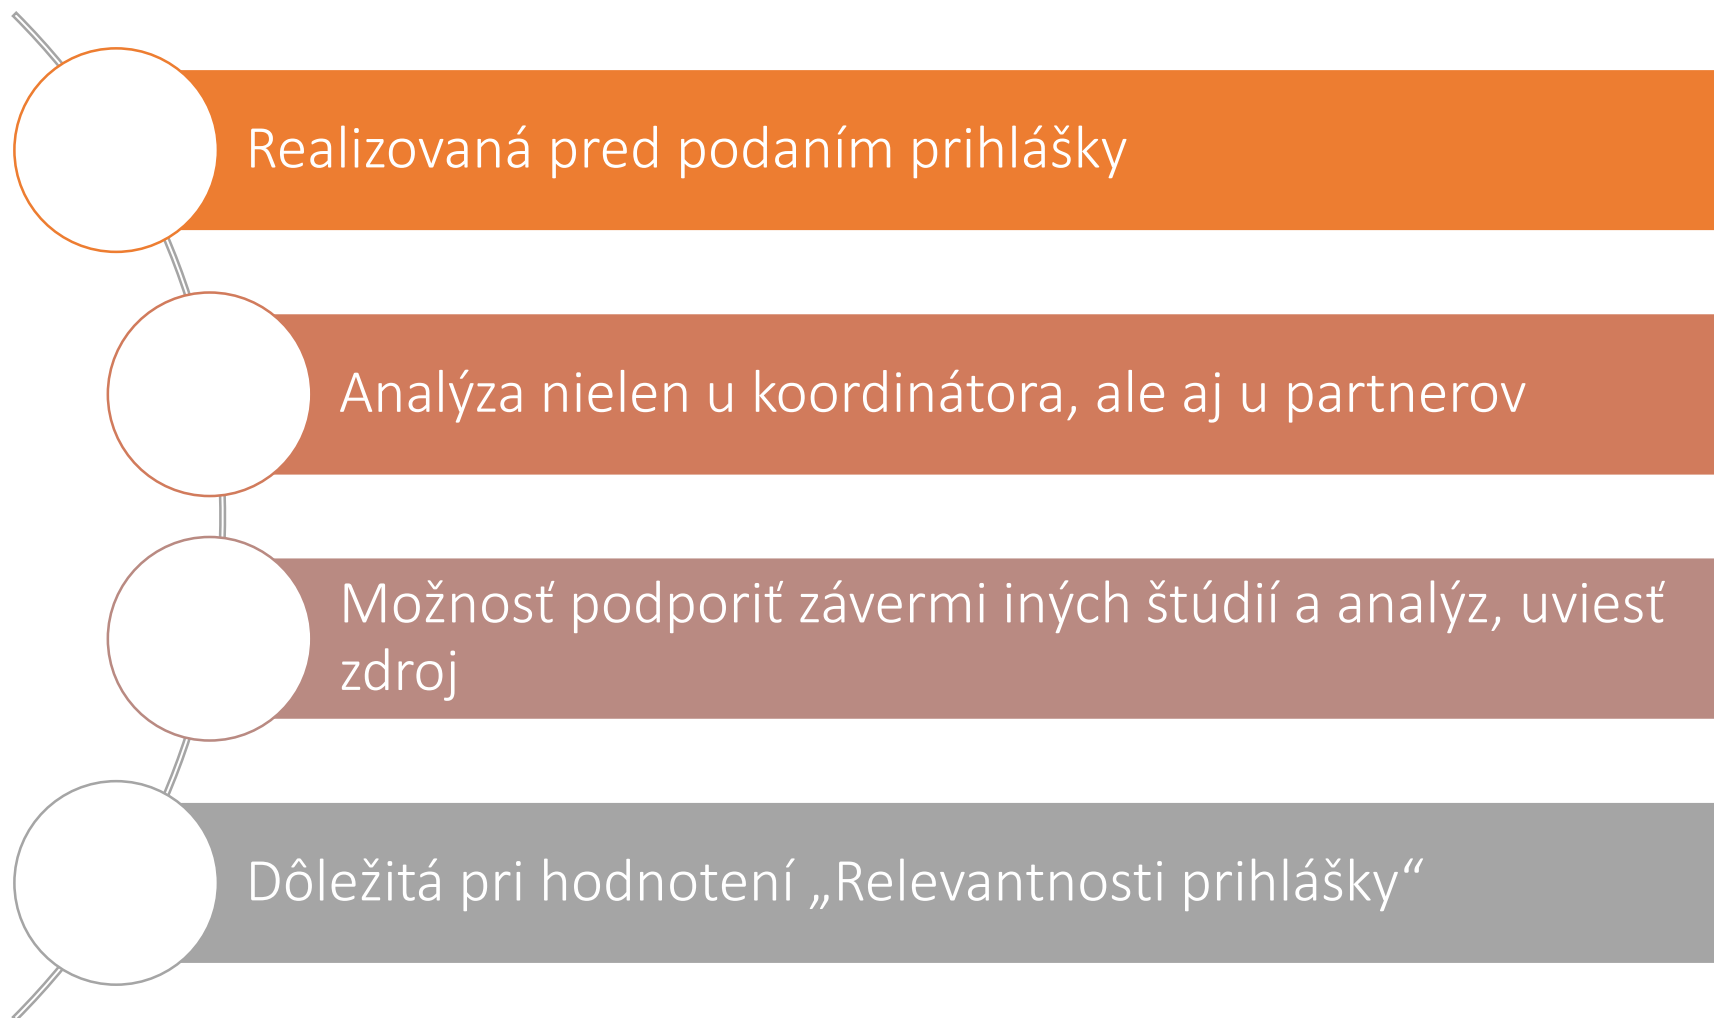 Realizovaná pred podaním prihlášky
Analýza nielen u koordinátora, ale aj u partnerov
Možnosť podporiť závermi iných štúdií a analýz, uviesť
zdroj
Dôležitá pri hodnotení „Relevantnosti prihlášky“